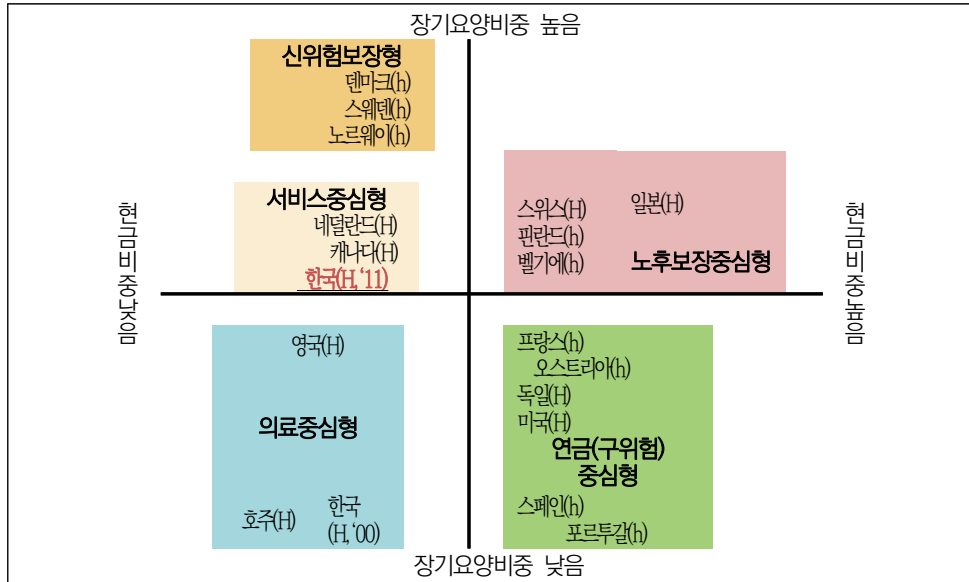 장기요양비중 높음
신위험보장형
덴마크(h)
스웨덴(h)
노르웨이(h)
서비스중심형
네덜란드(H)
캐나다(H)
한국(H, ‘11)
스위스(H)
일본(H)
핀란드(h)
벨기에(h)
노후보장중심형
현금비중낮음
현금비중높음
영국(H)
의료중심형
호주(H)
한국
(H, ‘00)
프랑스(h)
오스트리아(h)
독일(H)
미국(H)
연금(구위험)
중심형
스페인(h)
포르투갈(h)
장기요양비중 낮음